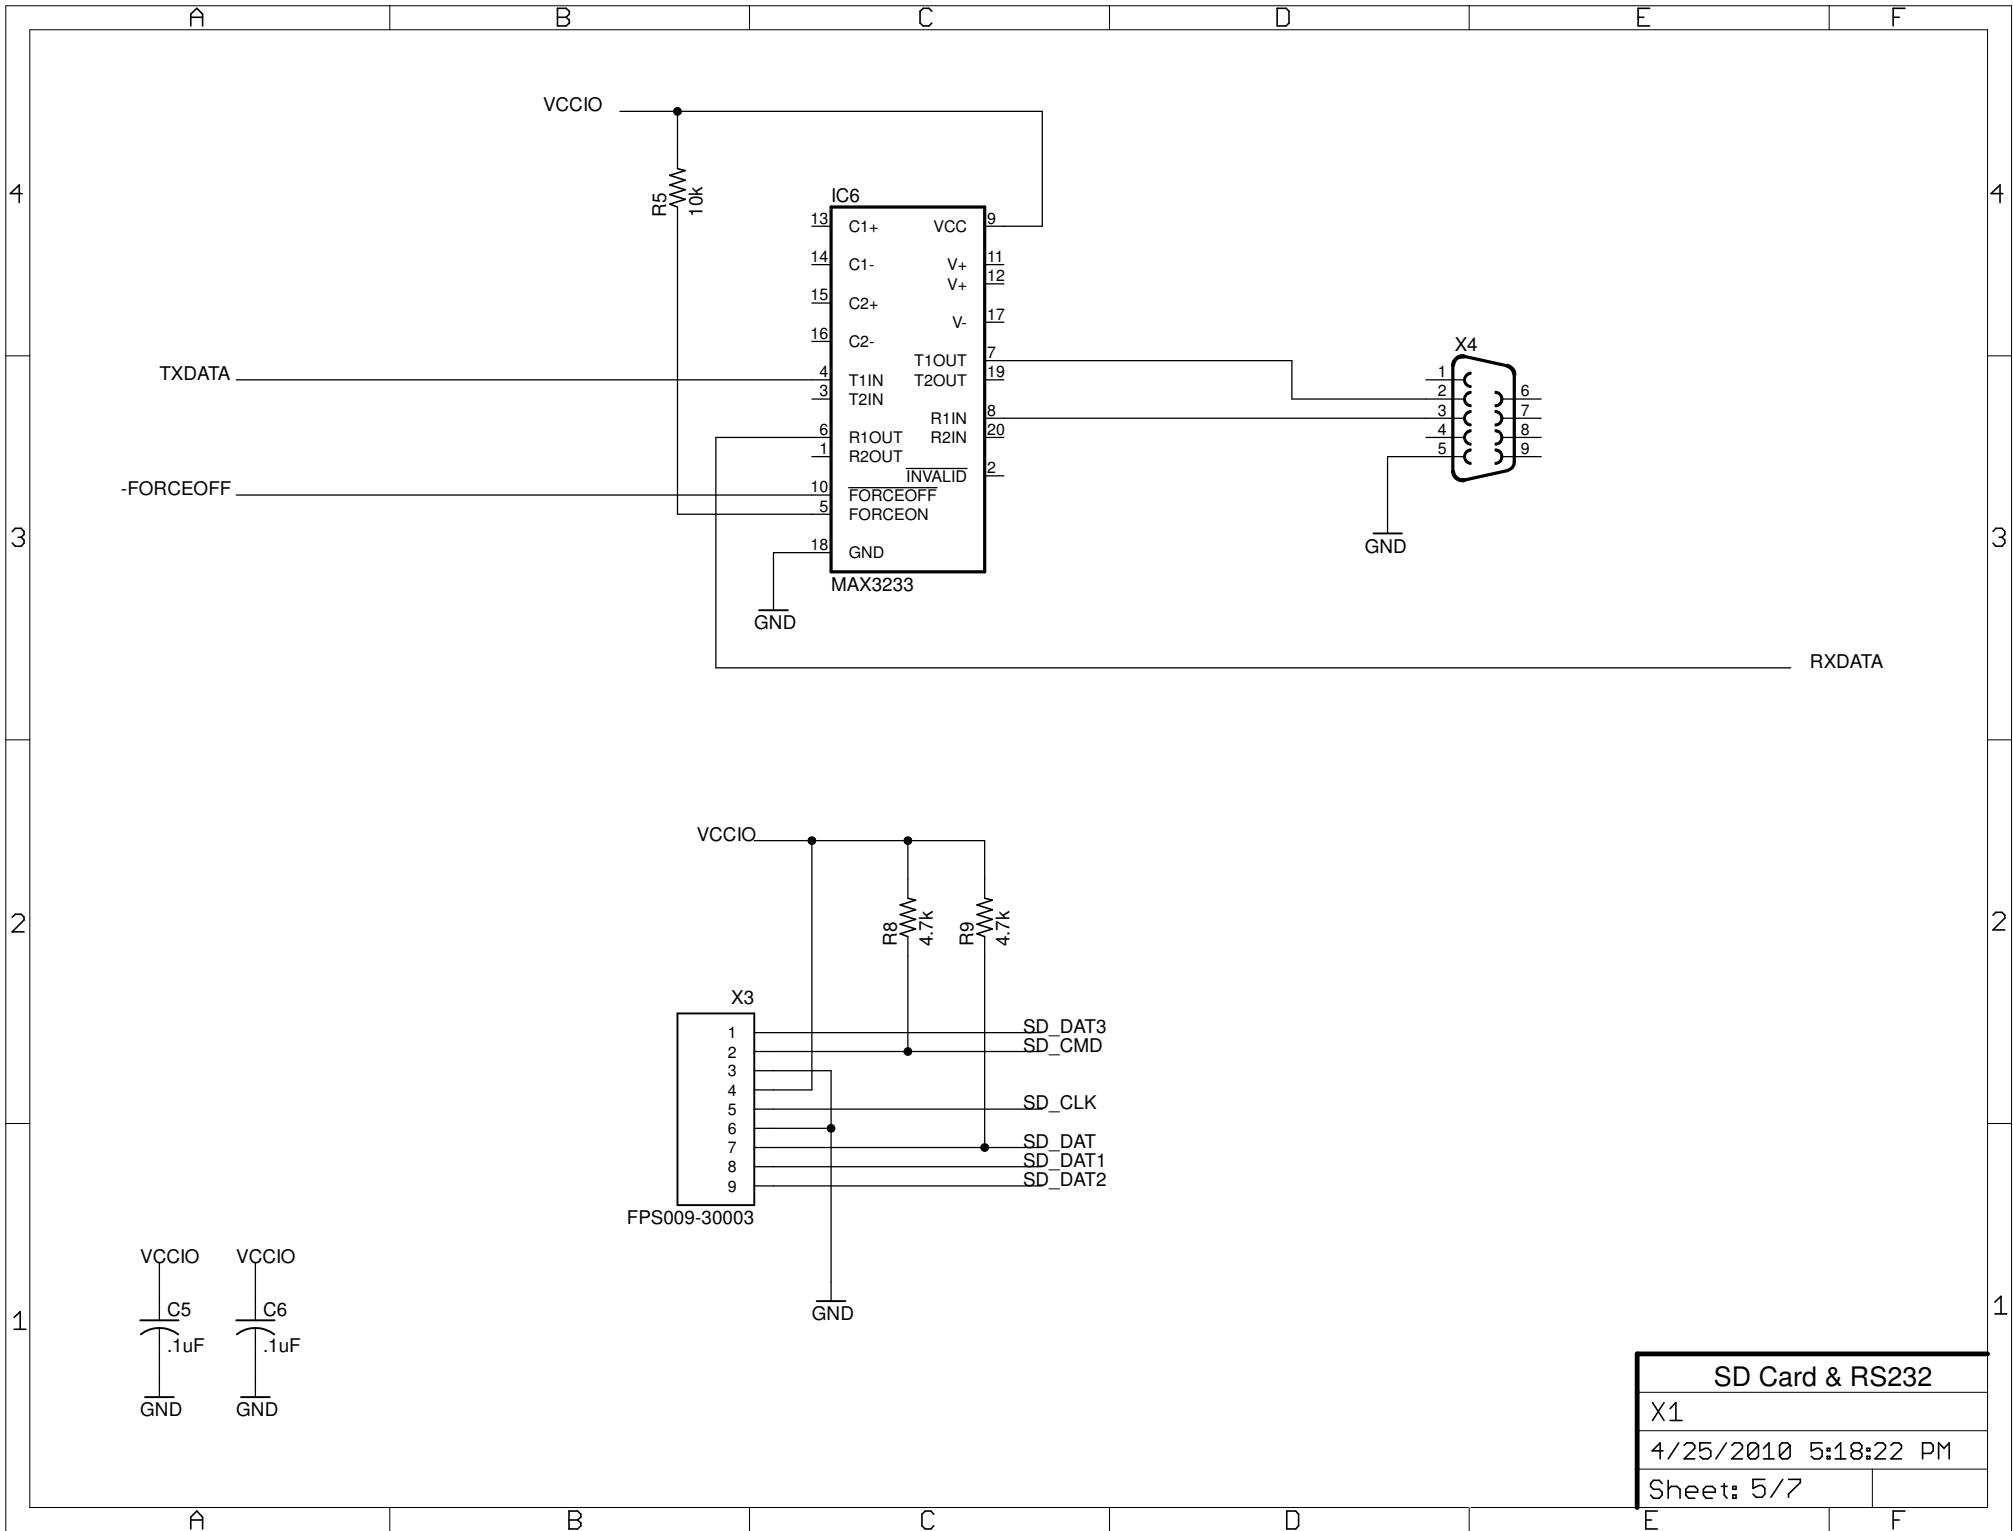 A B C D E F
VCCIO
4 4
R5
10k
IC6
13 C1+ VCC 9
14 C1- V+ 11
V+ 12
15 C2+
V- 17
16 C2-
T1OUT 7
X4
TXDATA
4 T1IN T2OUT 19
3 T2IN
R1IN 8
6 R1OUT R2IN 20
1 R2OUT
INVALID 2
1
2 6
3 7
4 8
5 9
-FORCEOFF
10 FORCEOFF
5 FORCEON
3 3
18 GND
GND
MAX3233
GND
RXDATA
VCCIO
2 2
R8
4.7k
R9
4.7k
X3
1 SD_DAT3
2 SD_CMD
3
4
5 SD_CLK
6
7 SD_DAT
8 SD_DAT1
9 SD_DAT2
FPS009-30003
VCCIO VCCIO
1 1
C5 C6
.1uF .1uF
GND
GND GND
SD Card & RS232
X1
4/25/2010 5:18:22 PM
Sheet: 5/7
A B C D E F